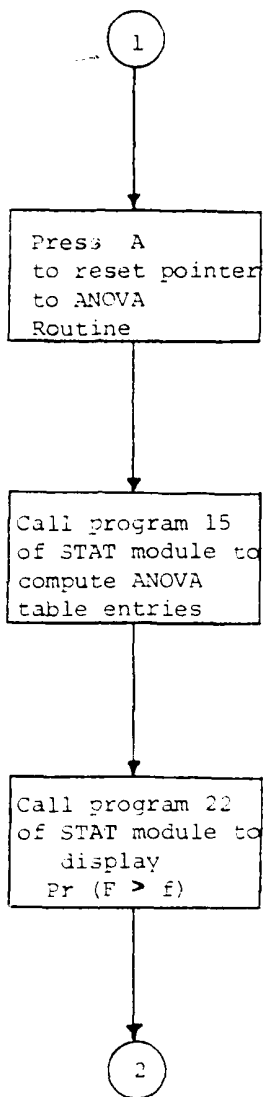 1
Press A
to reset pointer
to ANOVA
Routine
Call program 15
of STAT module to
compute ANOVA
table entries
Call program 22
of STAT module to
display
Pr (F > f)
2